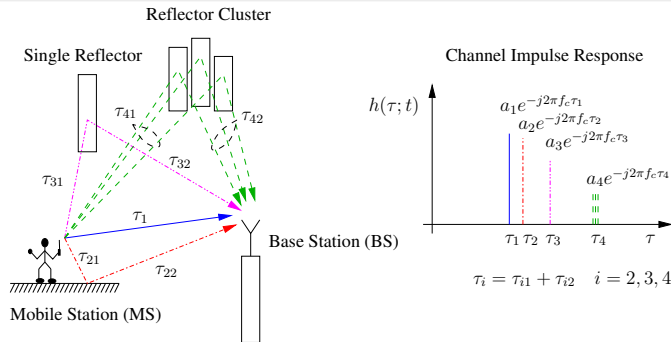 Reflector Cluster
Single Reflector
τ₄₁
τ₄₂
τ₃₂
τ₃₁
τ₁
τ₂₁
τ₂₂
Base Station (BS)
Mobile Station (MS)
Channel Impulse Response
h(τ; t)
a₁e^{−j2πf_cτ₁}
a₂e^{−j2πf_cτ₂}
a₃e^{−j2πf_cτ₃}
a₄e^{−j2πf_cτ₄}
τ₁ τ₂ τ₃ τ₄ τ
τᵢ = τᵢ₁ + τᵢ₂ i = 2, 3, 4